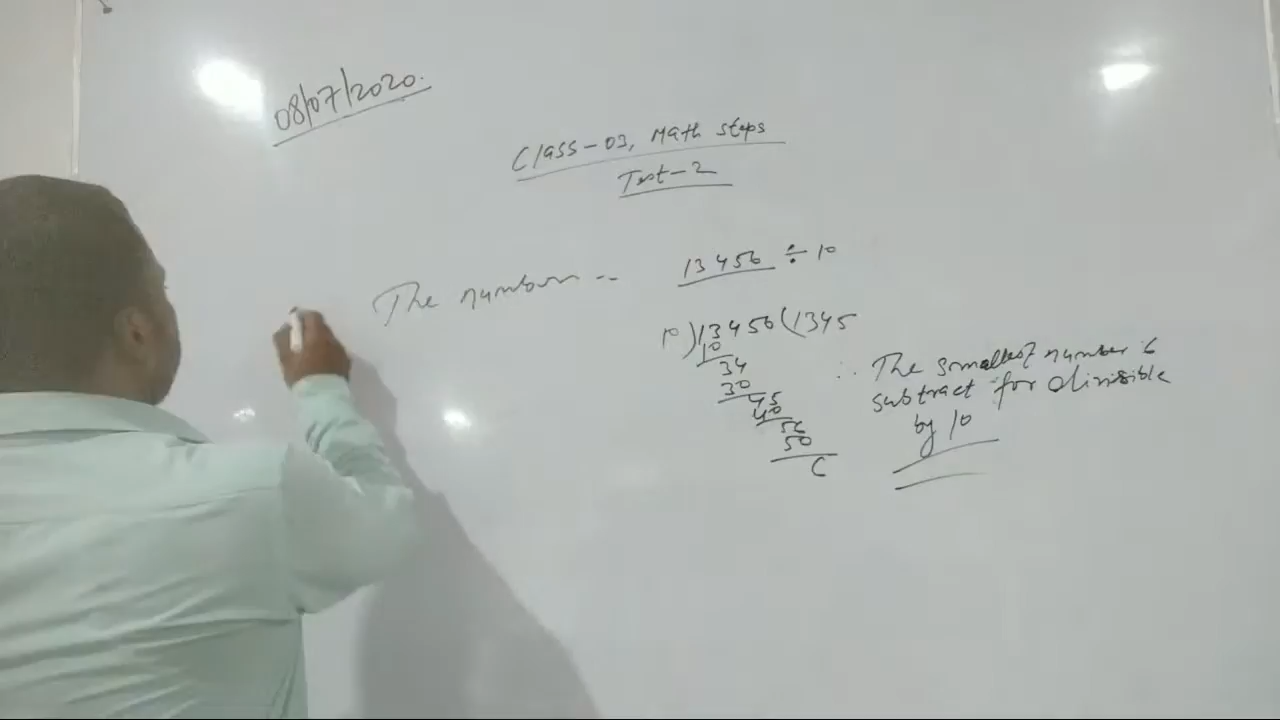 08/07/2020.
Class-03, Math steps
Test-2
The number --
13456 ÷ 10
10)13456(1345
10
34
30
45
40
56
50
6
∴ The smallest number 6
subtract for divisible
by 10